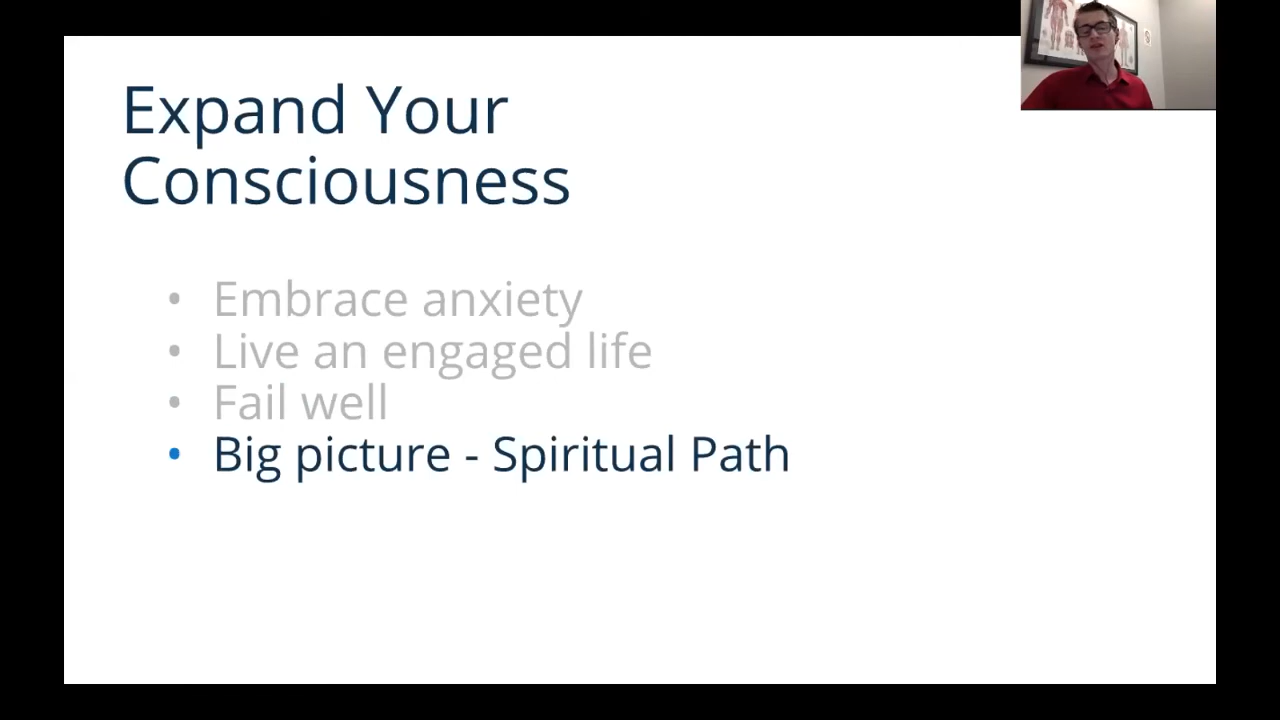 Expand Your
Consciousness
• Embrace anxiety
• Live an engaged life
• Fail well
• Big picture - Spiritual Path